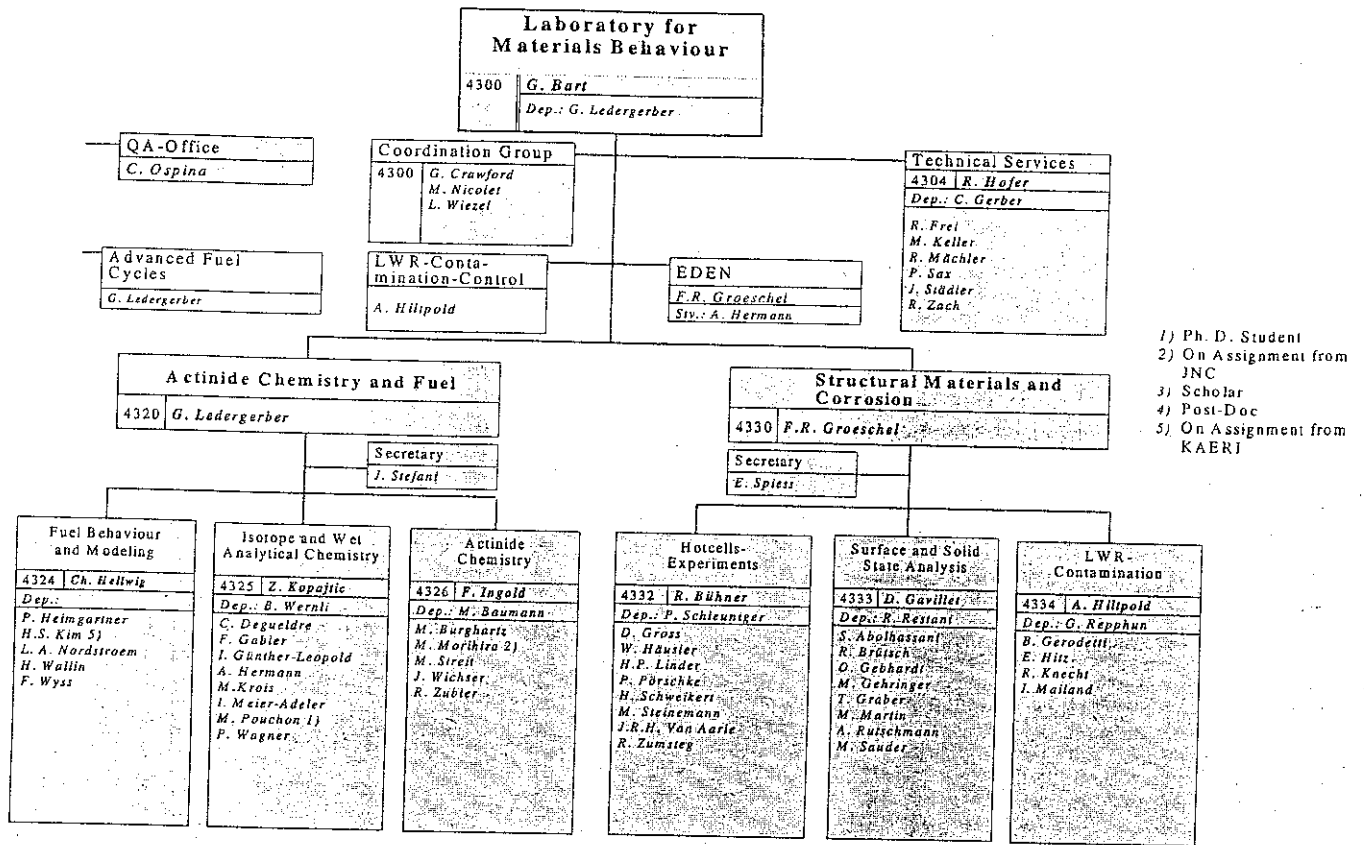 Laboratory for
Materials Behaviour
4300 G. Bart
Dep.: G. Ledergerber
QA-Office
C. Ospina
Coordination Group
4300 G. Crawford
M. Nicolet
L. Wiezel
Technical Services
4304 R. Hofer
Dep.: C. Gerber
R. Frei
M. Keller
R. Mächler
P. Sax
J. Städler
R. Zach
Advanced Fuel
Cycles
G. Ledergerber
LWR-Conta-
mination-Control
A. Hiltpold
EDEN
F.R. Groeschel
Stv.: A. Hermann
1) Ph. D. Student
2) On Assignment from
JNC
3) Scholar
4) Post-Doc
5) On Assignment from
KAERI
Actinide Chemistry and Fuel
4320 G. Ledergerber
Structural Materials and
Corrosion
4330 F.R. Groeschel
Secretary
J. Stefani
Secretary
E. Spiess
Fuel Behaviour
and Modeling
4324 Ch. Hellwig
Dep.:
P. Heimgartner
H.S. Kim 5)
L. A. Nordstroem
H. Wallin
F. Wyss
Isotope and Wet
Analytical Chemistry
4325 Z. Kopajtic
Dep.: B. Wernli
C. Degueldre
F. Gabler
I. Günther-Leopold
A. Hermann
M.Krois
I. Meier-Adeler
M. Pouchon 1)
P. Wagner
Actinide
Chemistry
4326 F. Ingold
Dep.: M. Baumann
M. Burghartz
M. Morihira 2)
M. Streit
J. Wichser
R. Zubler
Hotcells-
Experiments
4332 R. Bühner
Dep.: P. Schleuniger
D. Gross
W. Häusler
H.P. Linder
P. Pörschke
H. Schweikert
M. Steinemann
J.R.H. Van Aarle
R. Zumsteg
Surface and Solid
State Analysis
4333 D. Gavillet
Dep.: R. Restani
S. Abolhassani
R. Brütsch
O. Gebhardt
M. Gehringer
T. Graber
M. Martin
A. Rutschmann
M. Sauder
LWR-
Contamination
4334 A. Hiltpold
Dep.: G. Repphun
B. Gerodetti
E. Hitz
R. Knecht
J. Mailand